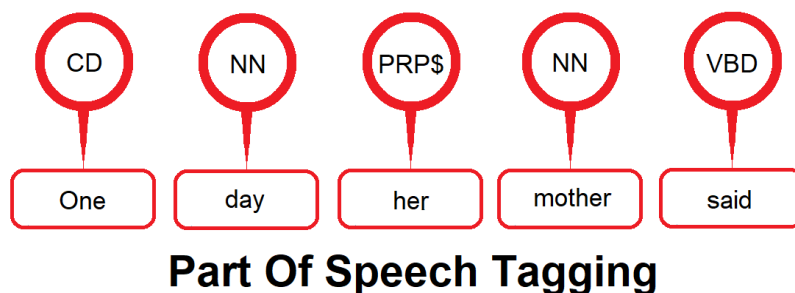 CD NN PRP$ NN VBD
One day her mother said
Part Of Speech Tagging